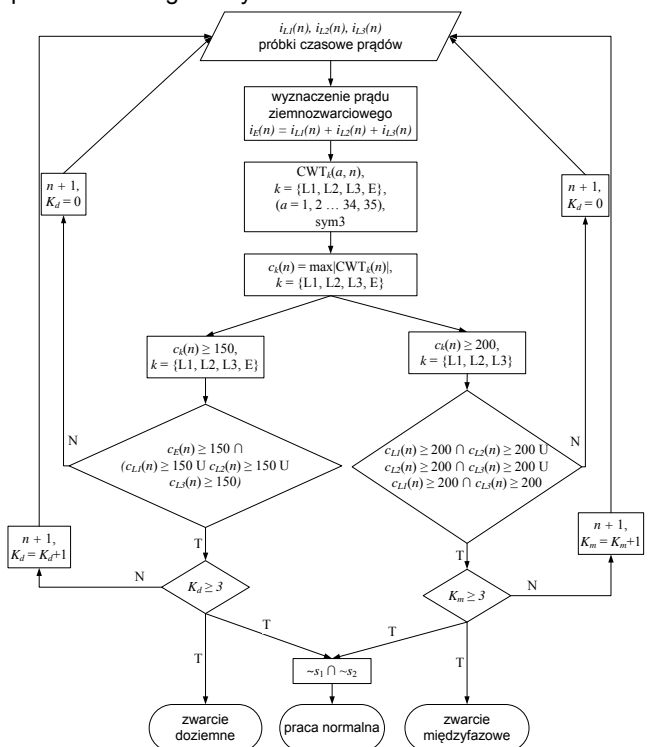 i_L1(n), i_L2(n), i_L3(n)
próbki czasowe prądów
wyznaczenie prądu
ziemnozwarciowego
i_E(n) = i_L1(n) + i_L2(n) + i_L3(n)
CWT_k(a, n),
k = {L1, L2, L3, E},
(a = 1, 2 ... 34, 35),
sym3
n + 1,
K_d = 0
n + 1,
K_d = 0
c_k(n) = max|CWT_k(n)|,
k = {L1, L2, L3, E}
c_k(n) ≥ 150,
k = {L1, L2, L3, E}
c_k(n) ≥ 200,
k = {L1, L2, L3}
N
c_E(n) ≥ 150 ∩
(c_L1(n) ≥ 150 U c_L2(n) ≥ 150 U
c_L3(n) ≥ 150)
c_L1(n) ≥ 200 ∩ c_L2(n) ≥ 200 U
c_L2(n) ≥ 200 ∩ c_L3(n) ≥ 200 U
c_L1(n) ≥ 200 ∩ c_L3(n) ≥ 200
N
n + 1,
K_d = K_d+1
T
T
n + 1,
K_m = K_m+1
N
K_d ≥ 3
K_m ≥ 3
N
T
T
T
~s_1 ∩ ~s_2
T
zwarcie
doziemne
praca normalna
zwarcie
międzyfazowe